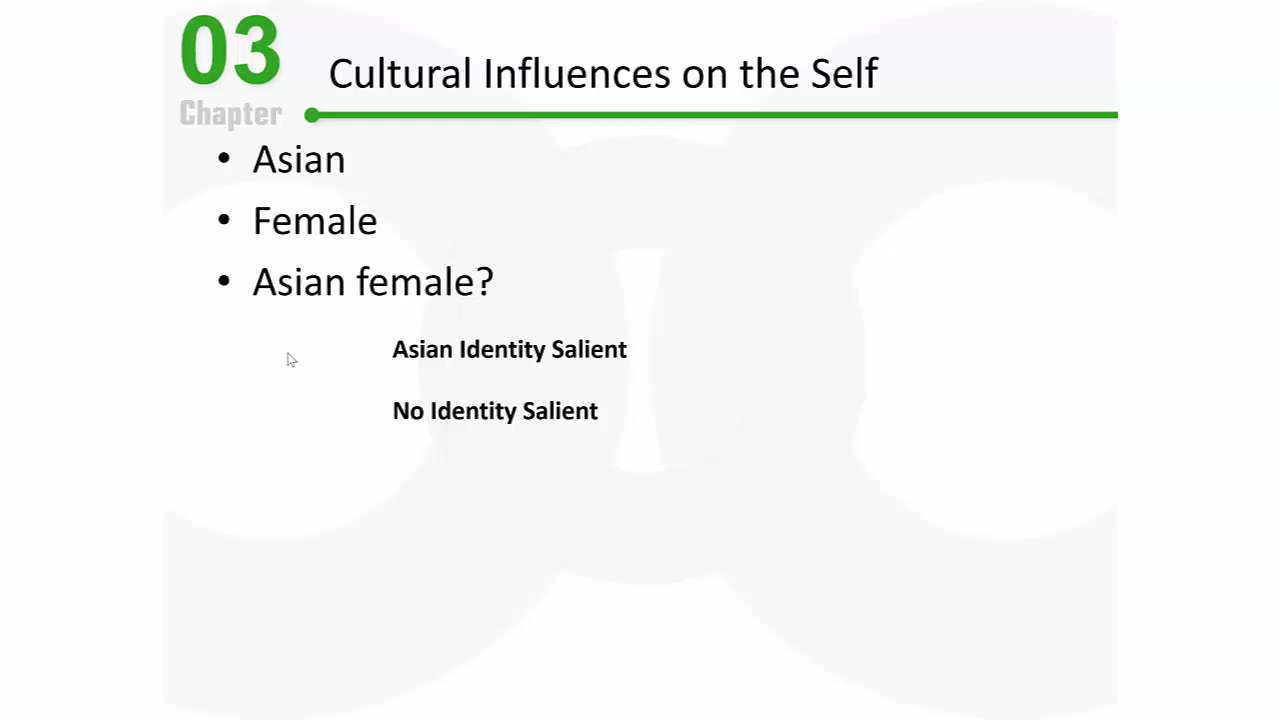 03
Chapter
Cultural Influences on the Self
• Asian
• Female
• Asian female?
Asian Identity Salient
No Identity Salient